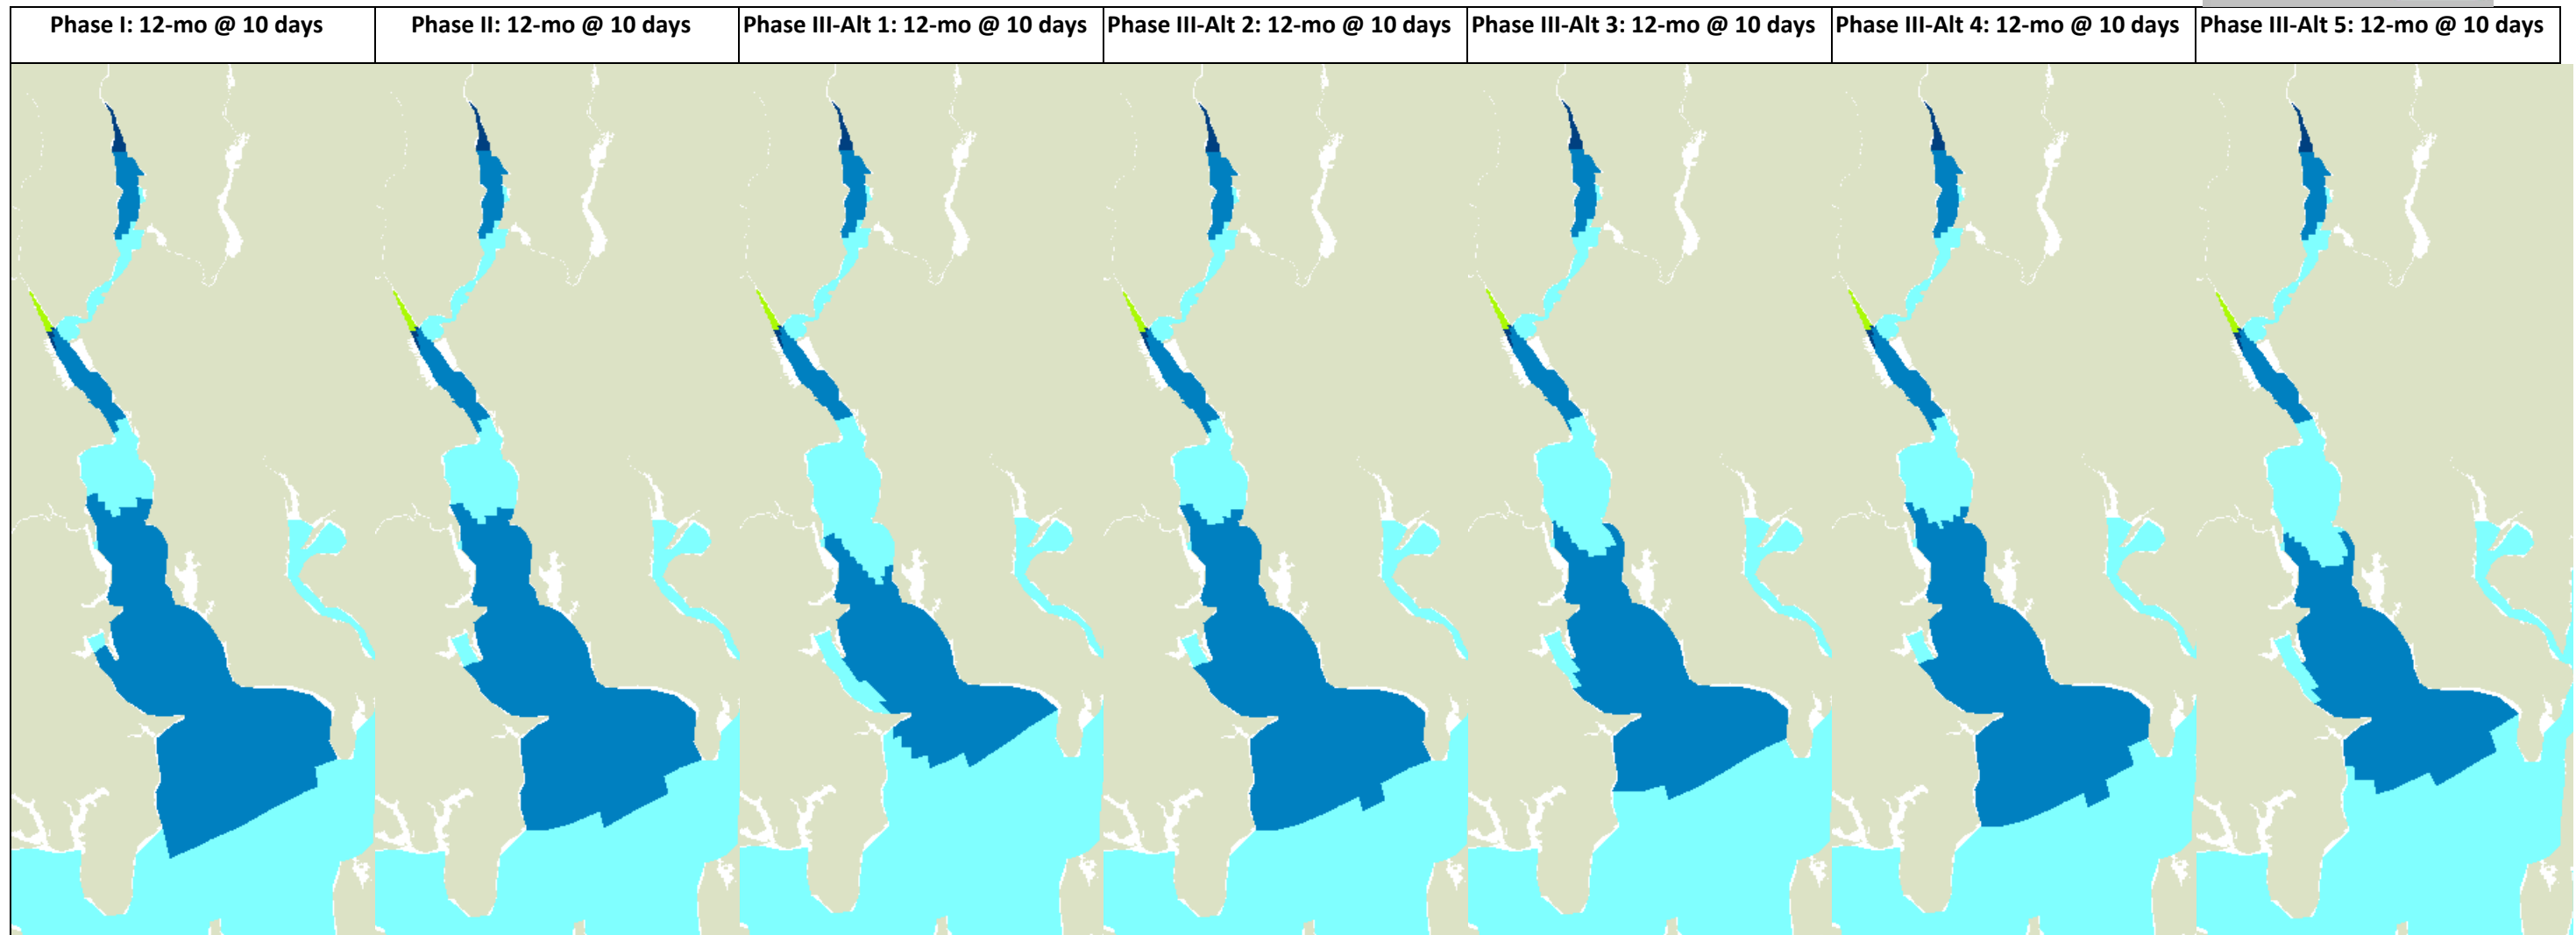 Phase I: 12-mo @ 10 days
Phase II: 12-mo @ 10 days
Phase III-Alt 1: 12-mo @ 10 days
Phase III-Alt 2: 12-mo @ 10 days
Phase III-Alt 3: 12-mo @ 10 days
Phase III-Alt 4: 12-mo @ 10 days
Phase III-Alt 5: 12-mo @ 10 days